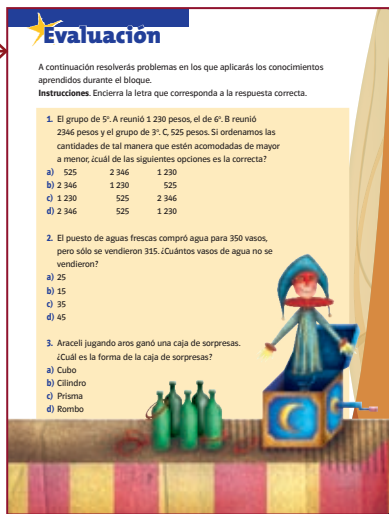 Evaluación
A continuación resolverás problemas en los que aplicarás los conocimientos
aprendidos durante el bloque.
Instrucciones. Encierra la letra que corresponda a la respuesta correcta.
1. El grupo de 5º. A reunió 1 230 pesos, el de 6º. B reunió
2346 pesos y el grupo de 3º. C, 525 pesos. Si ordenamos las
cantidades de tal manera que estén acomodadas de mayor
a menor, ¿cuál de las siguientes opciones es la correcta?
a) 525 2 346 1 230
b) 2 346 1 230 525
c) 1 230 525 2 346
d) 2 346 525 1 230
2. El puesto de aguas frescas compró agua para 350 vasos,
pero sólo se vendieron 315. ¿Cuántos vasos de agua no se
vendieron?
a) 25
b) 15
c) 35
d) 45
3. Araceli jugando aros ganó una caja de sorpresas.
¿Cuál es la forma de la caja de sorpresas?
a) Cubo
b) Cilindro
c) Prisma
d) Rombo